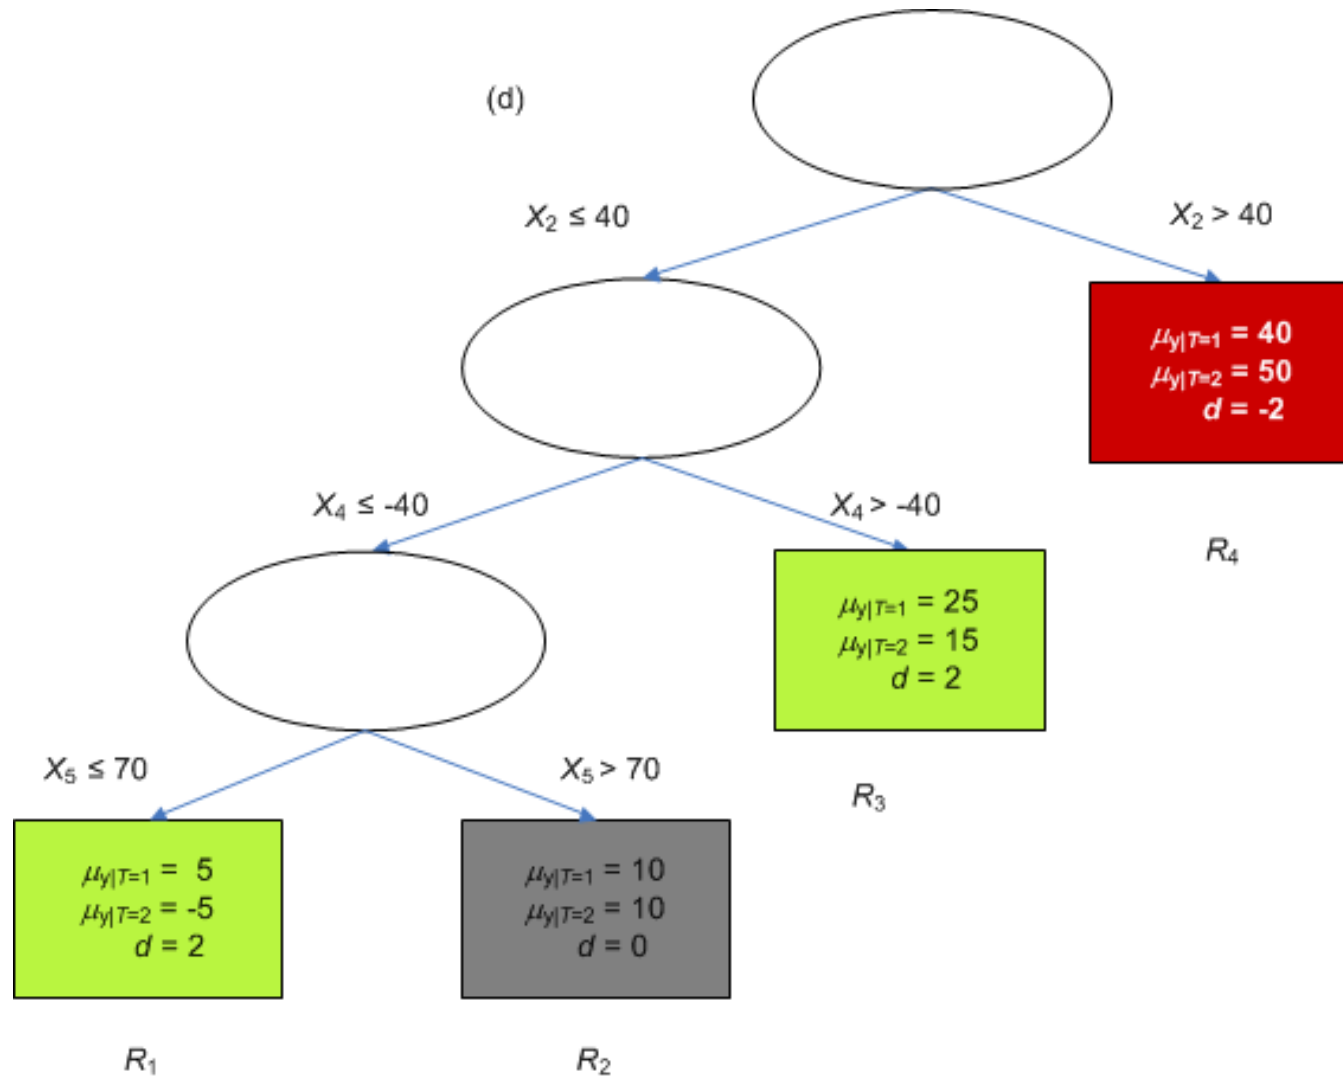 (d)
X₂ ≤ 40
X₂ > 40
μy|T=1 = 40
μy|T=2 = 50
d = -2
X₄ ≤ -40
X₄ > -40
R₄
μy|T=1 = 25
μy|T=2 = 15
d = 2
X₅ ≤ 70
X₅ > 70
R₃
μy|T=1 = 5
μy|T=2 = -5
d = 2
μy|T=1 = 10
μy|T=2 = 10
d = 0
R₁
R₂